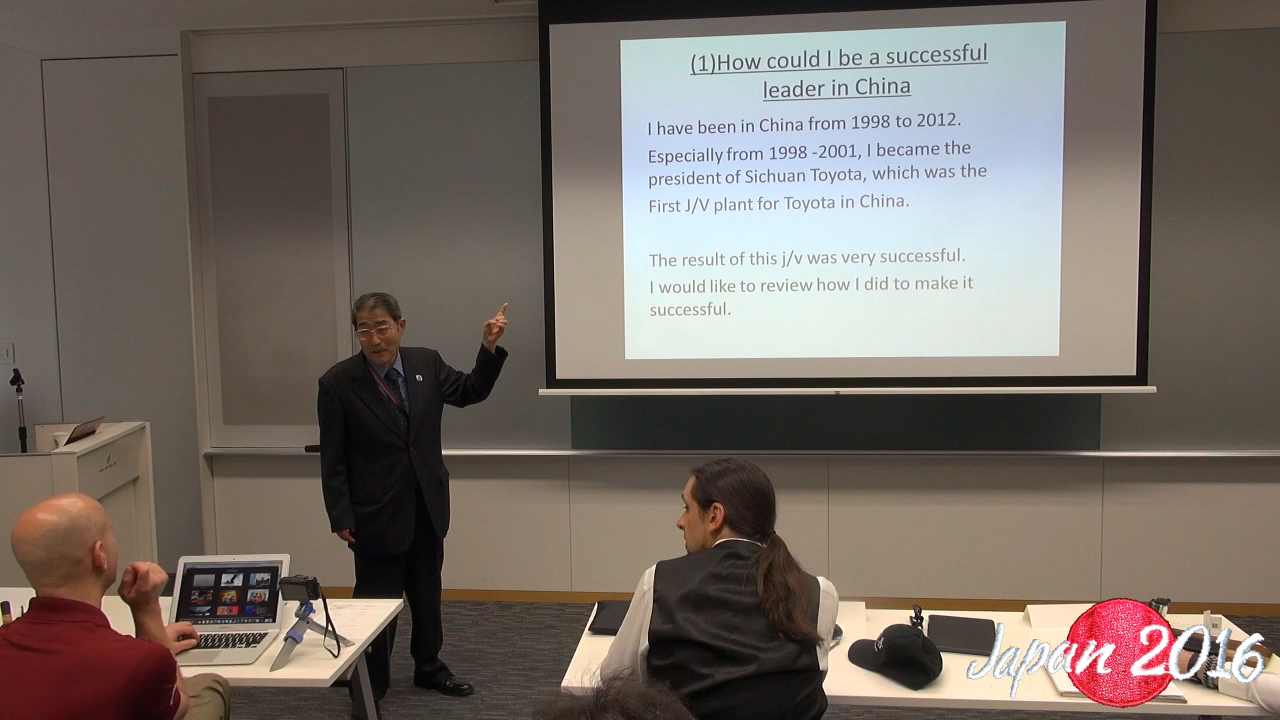 (1)How could I be a successful
leader in China
I have been in China from 1998 to 2012.
Especially from 1998 -2001, I became the
president of Sichuan Toyota, which was the
First J/V plant for Toyota in China.
The result of this j/v was very successful.
I would like to review how I did to make it
successful.
Japan 2016